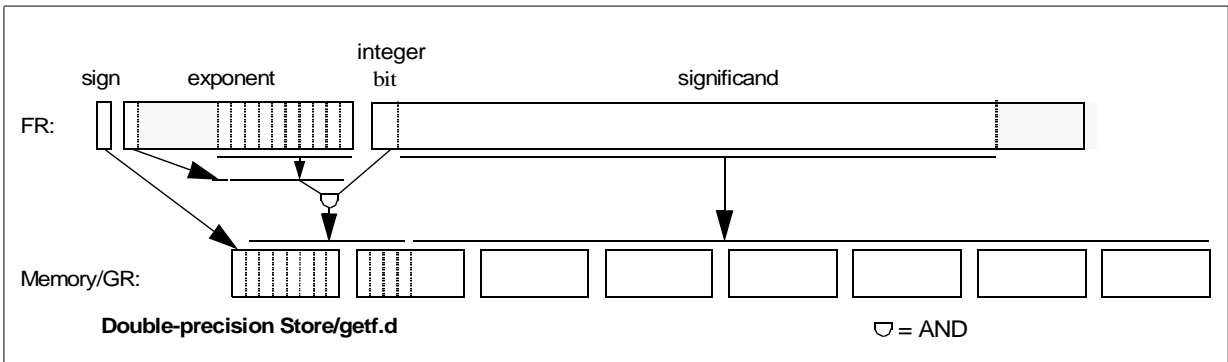 integer
sign exponent bit significand
FR:
Memory/GR:
Double-precision Store/getf.d = AND